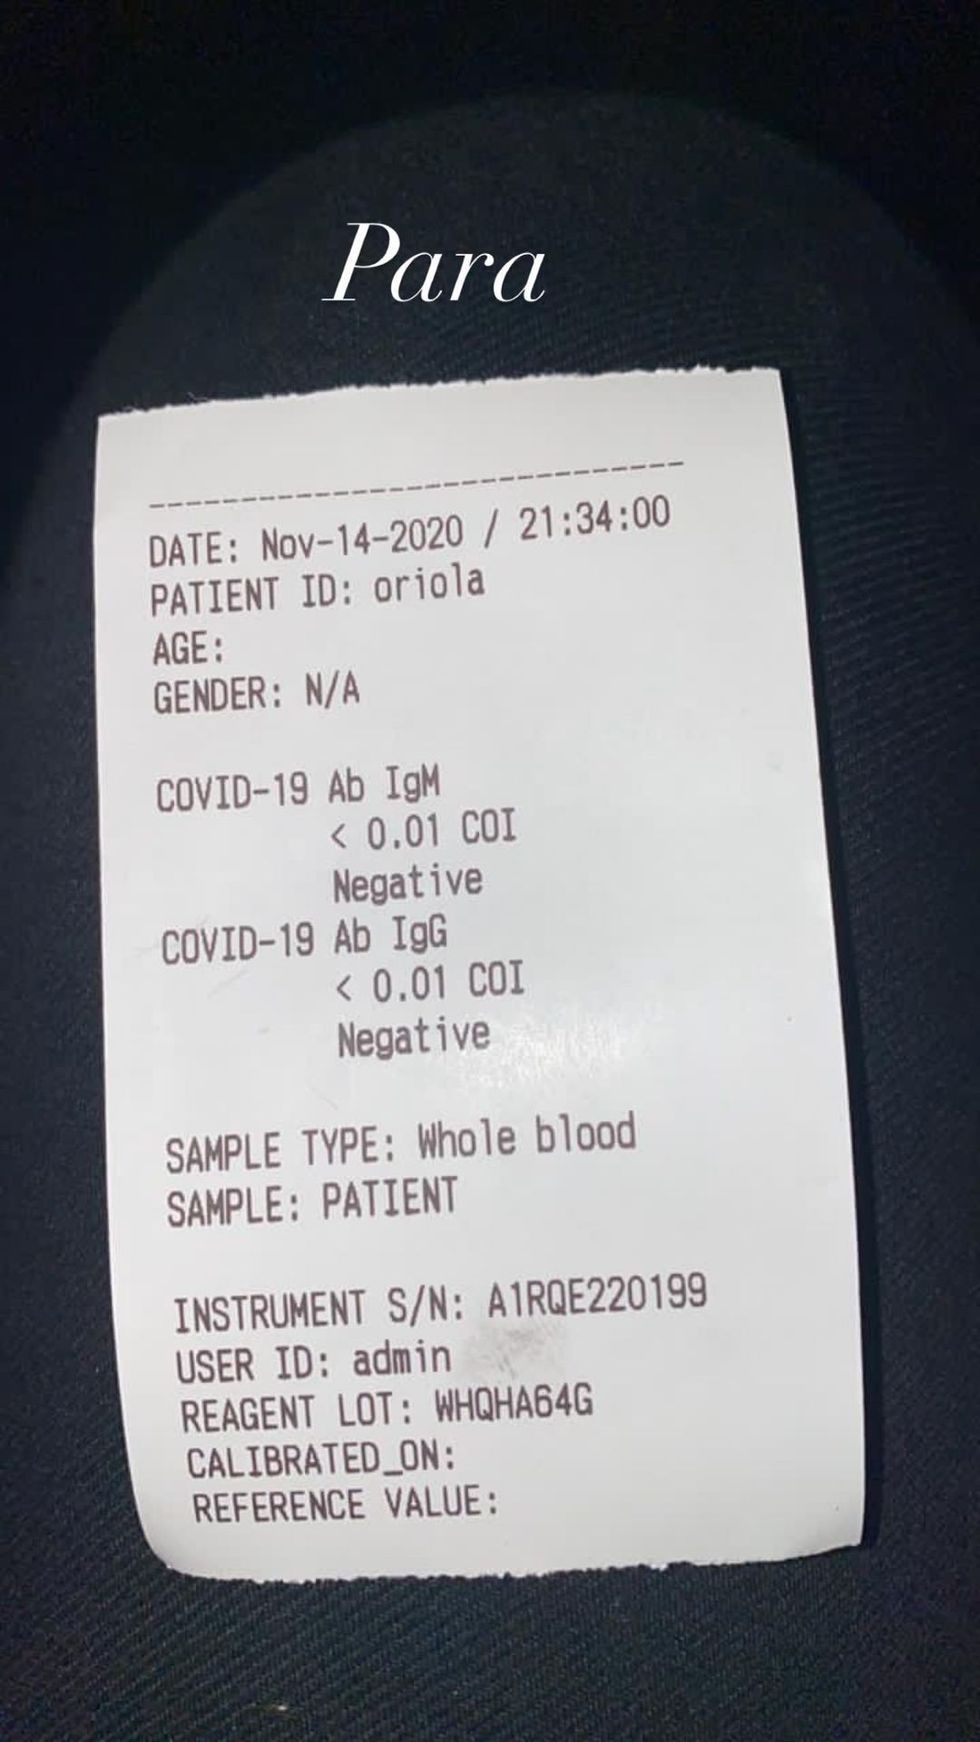 Para
------------------------------
DATE: Nov-14-2020 / 21:34:00
PATIENT ID: oriola
AGE:
GENDER: N/A
COVID-19 Ab IgM
< 0.01 COI
Negative
COVID-19 Ab IgG
< 0.01 COI
Negative
SAMPLE TYPE: Whole blood
SAMPLE: PATIENT
INSTRUMENT S/N: A1RQE220199
USER ID: admin
REAGENT LOT: WHQHA64G
CALIBRATED_ON:
REFERENCE VALUE: